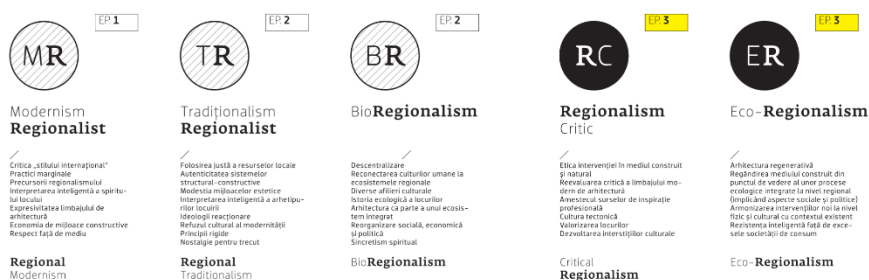 EP. 1
MR
Modernism
Regionalist
Critica „stilului internațional"
Practici marginale
Precursorii regionalismului
Interpretarea inteligentă a spiritu-
lui locului
Expresivitatea limbajului de
arhitectură
Economia de mijloace constructive
Respect față de mediu
Regional
Modernism
EP. 2
TR
Tradiționalism
Regionalist
Folosirea justă a resurselor locale
Autenticitatea sistemelor
structural-constructive
Modestia mijloacelor estetice
Interpretarea inteligentă a arhetipu-
rilor locuirii
Ideologii reacționare
Refuzul cultural al modernității
Principii rigide
Nostalgie pentru trecut
Regional
Traditionalism
EP. 2
BR
BioRegionalism
Descentralizare
Reconectarea culturilor umane la
ecosistemele regionale
Diverse afilieri culturale
Istoria ecologică a locurilor
Arhitectura ca parte a unui ecosis-
tem integrat
Reorganizare socială, economică
și politică
Sincretism spiritual
BioRegionalism
EP. 3
RC
Regionalism
Critic
Etica intervenției în mediul construit
și natural
Reevaluarea critică a limbajului mo-
dern de arhitectură
Amestecul surselor de inspirație
profesională
Cultura tectonică
Valorizarea locurilor
Dezvoltarea interstițiilor culturale
Critical
Regionalism
EP. 3
ER
Eco-Regionalism
Arhitectura regenerativă
Regândirea mediului construit din
punctul de vedere al unor procese
ecologice integrate la nivel regional
(implicând aspecte sociale și politice)
Armonizarea intervențiilor noi la nivel
fizic și cultural cu contextul existent
Rezistența inteligentă față de exce-
sele societății de consum
Eco-Regionalism